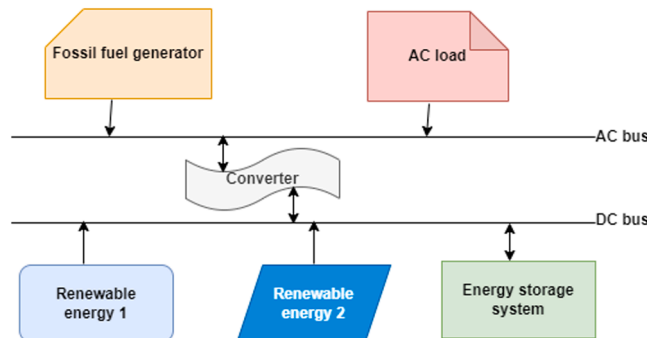 Fossil fuel generator
AC load
AC bus
Converter
DC bus
Renewable
energy 1
Renewable
energy 2
Energy storage
system